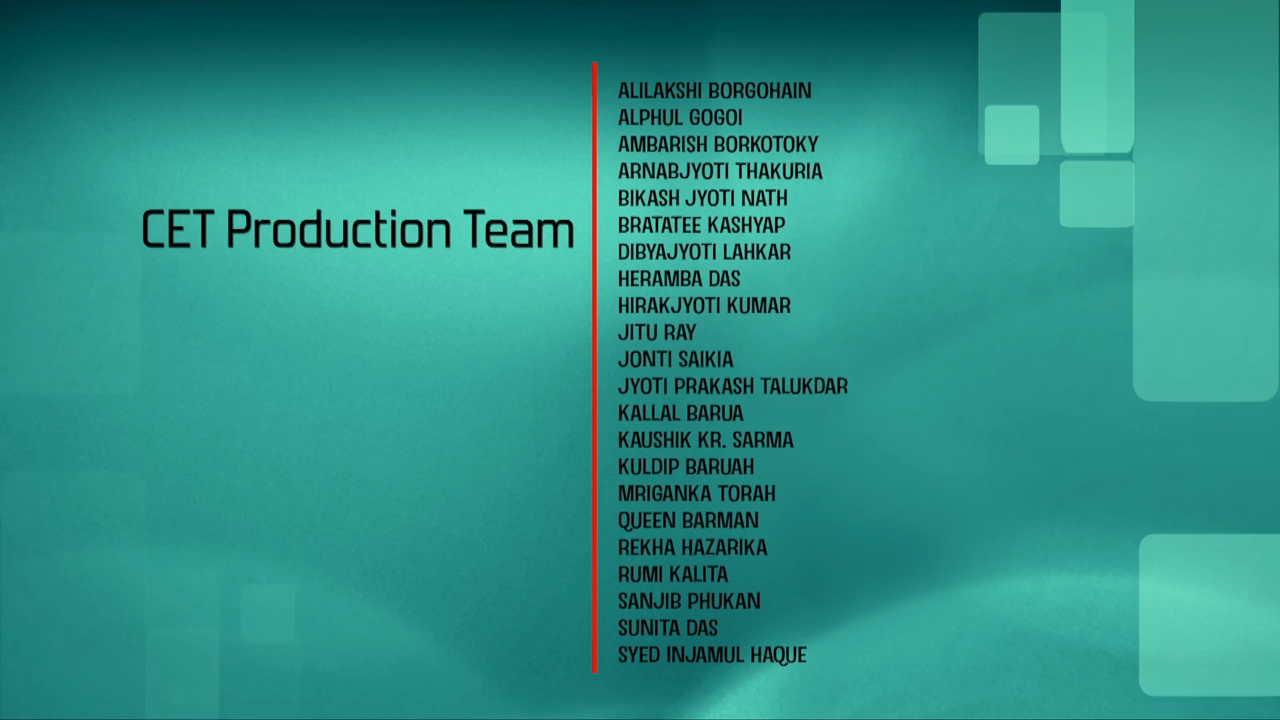 CET Production Team
ALILAKSHI BORGOHAIN
ALPHUL GOGOI
AMBARISH BORKOTOKY
ARNABJYOTI THAKURIA
BIKASH JYOTI NATH
BRATATEE KASHYAP
DIBYAJYOTI LAHKAR
HERAMBA DAS
HIRAKJYOTI KUMAR
JITU RAY
JONTI SAIKIA
JYOTI PRAKASH TALUKDAR
KALLAL BARUA
KAUSHIK KR. SARMA
KULDIP BARUAH
MRIGANKA TORAH
QUEEN BARMAN
REKHA HAZARIKA
RUMI KALITA
SANJIB PHUKAN
SUNITA DAS
SYED INJAMUL HAQUE